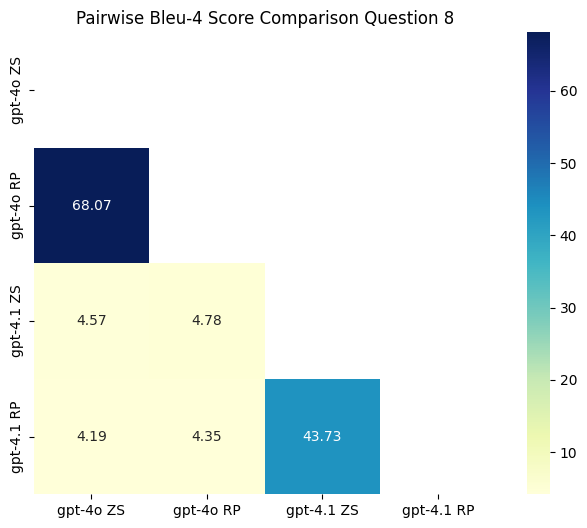 Pairwise Bleu-4 Score Comparison Question 8
gpt-4o ZS
gpt-4o RP
68.07
gpt-4.1 ZS
4.57 4.78
gpt-4.1 RP
4.19 4.35 43.73
gpt-4o ZS gpt-4o RP gpt-4.1 ZS gpt-4.1 RP
60
50
40
30
20
10